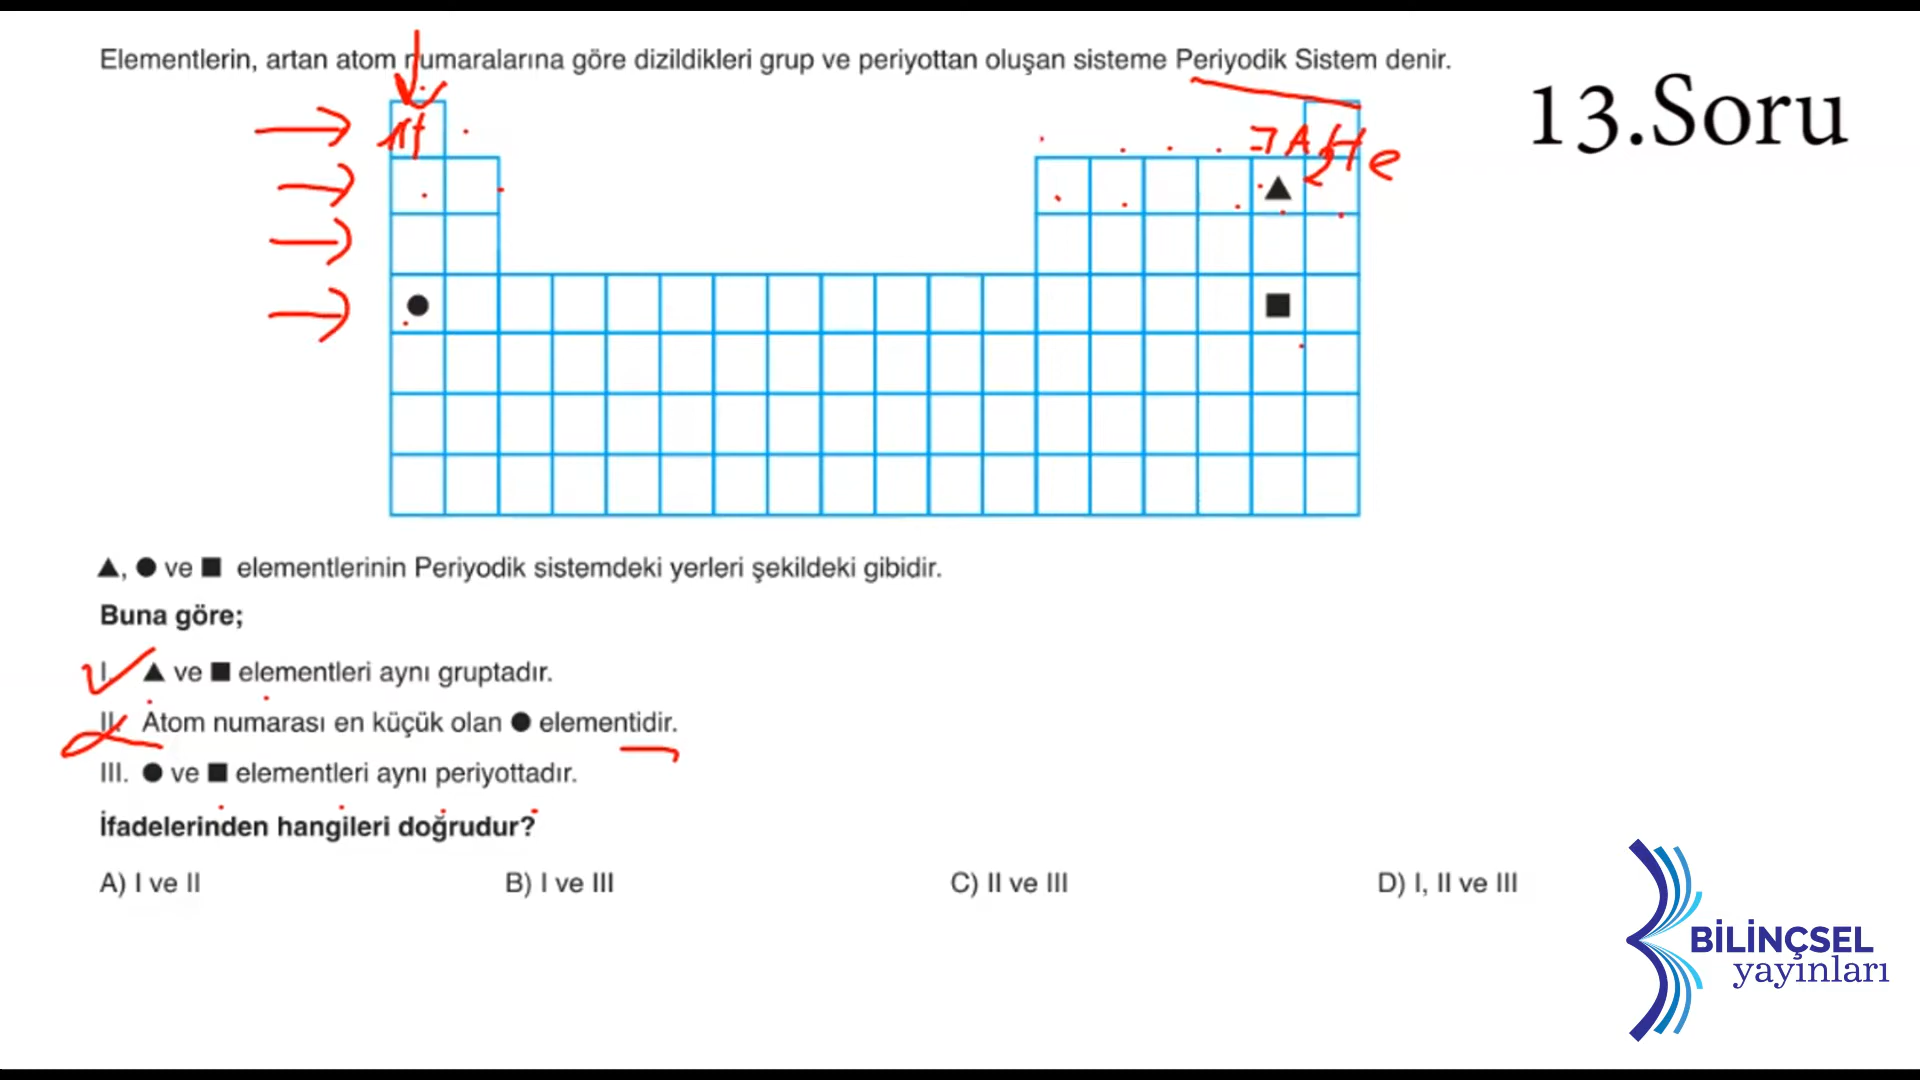 Elementlerin, artan atom numaralarına göre dizildikleri grup ve periyottan oluşan sisteme Periyodik Sistem denir.
13.Soru
7A He
▲ 
● ■
▲, ● ve ■ elementlerinin Periyodik sistemdeki yerleri şekildeki gibidir.
Buna göre;
I. ▲ ve ■ elementleri aynı gruptadır.
II. Atom numarası en küçük olan ● elementidir.
III. ● ve ■ elementleri aynı periyottadır.
İfadelerinden hangileri doğrudur?
A) I ve II B) I ve III C) II ve III D) I, II ve III
BİLİNÇSEL
yayınları